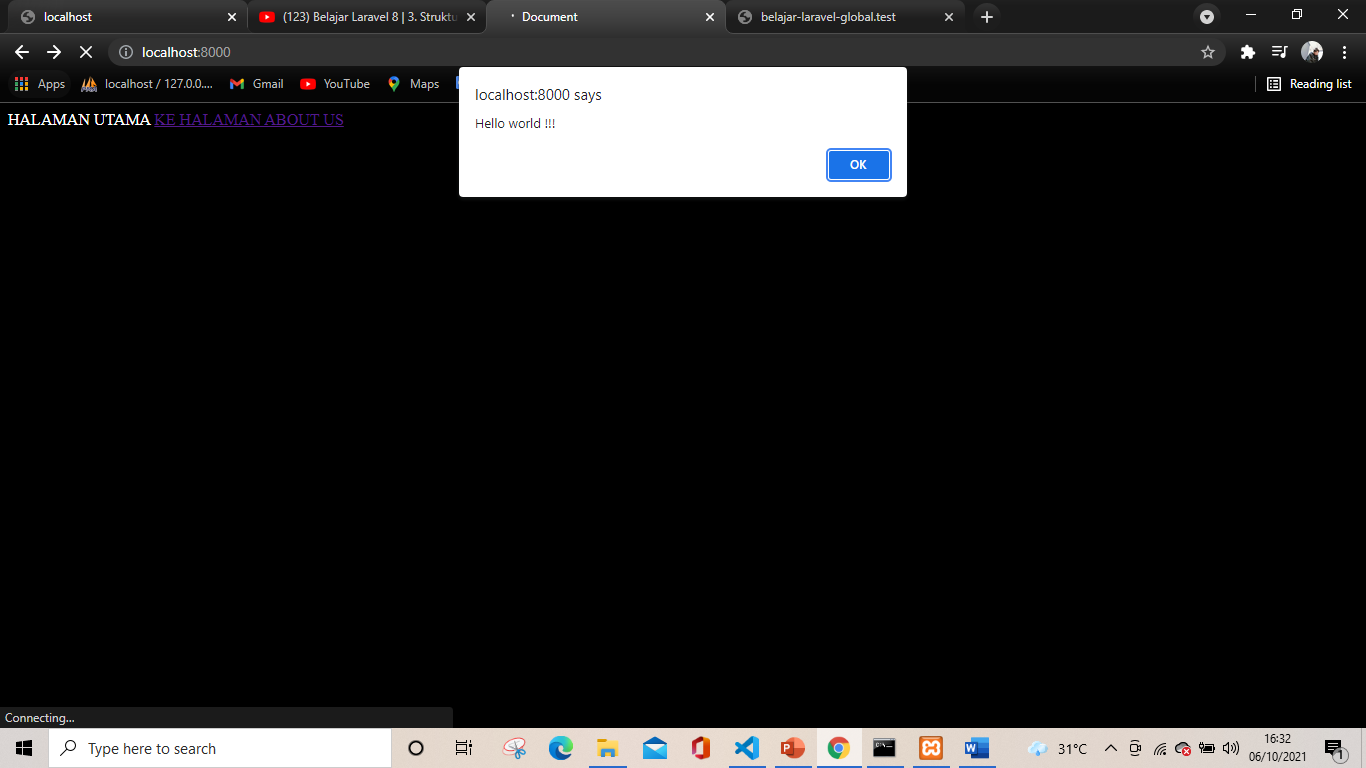 localhost
(123) Belajar Laravel 8 | 3. Struktu
Document
belajar-laravel-global.test
localhost:8000
Apps
localhost / 127.0.0....
Gmail
YouTube
Maps
Reading list
HALAMAN UTAMA KE HALAMAN ABOUT US
localhost:8000 says
Hello world !!!
OK
Connecting...
Type here to search
31°C
16:32
06/10/2021
1